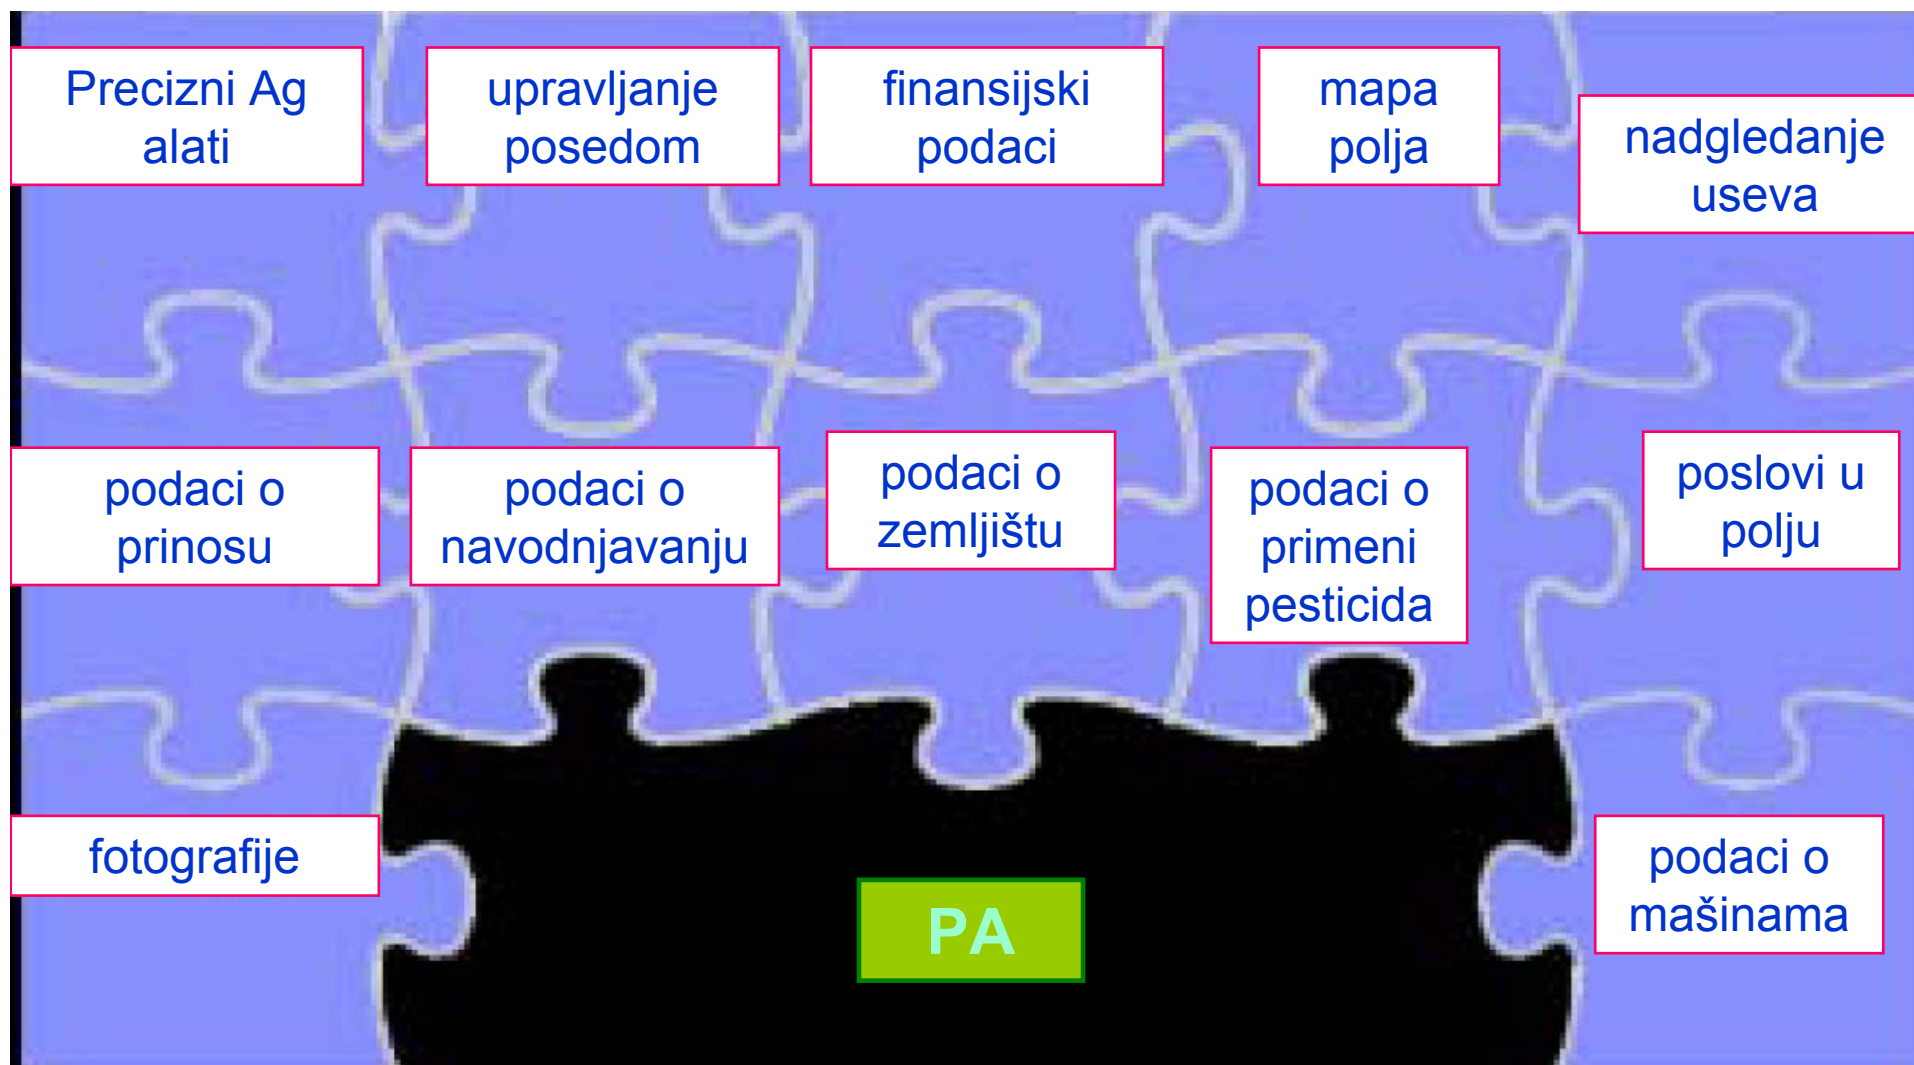 Precizni Ag
alati
upravljanje
posedom
finansijski
podaci
mapa
polja
nadgledanje
useva
podaci o
prinosu
podaci o
navodnjavanju
podaci o
zemljištu
podaci o
primeni
pesticida
poslovi u
polju
fotografije
PA
podaci o
mašinama